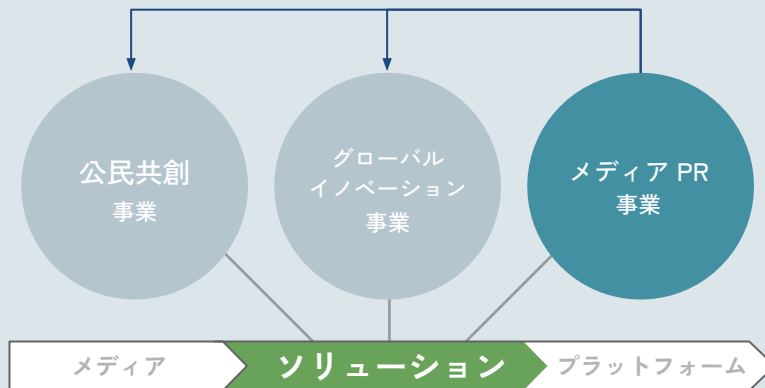 公民共創
事業
グローバル
イノベーション
事業
メディア PR
事業
メディア
ソリューション
プラットフォーム